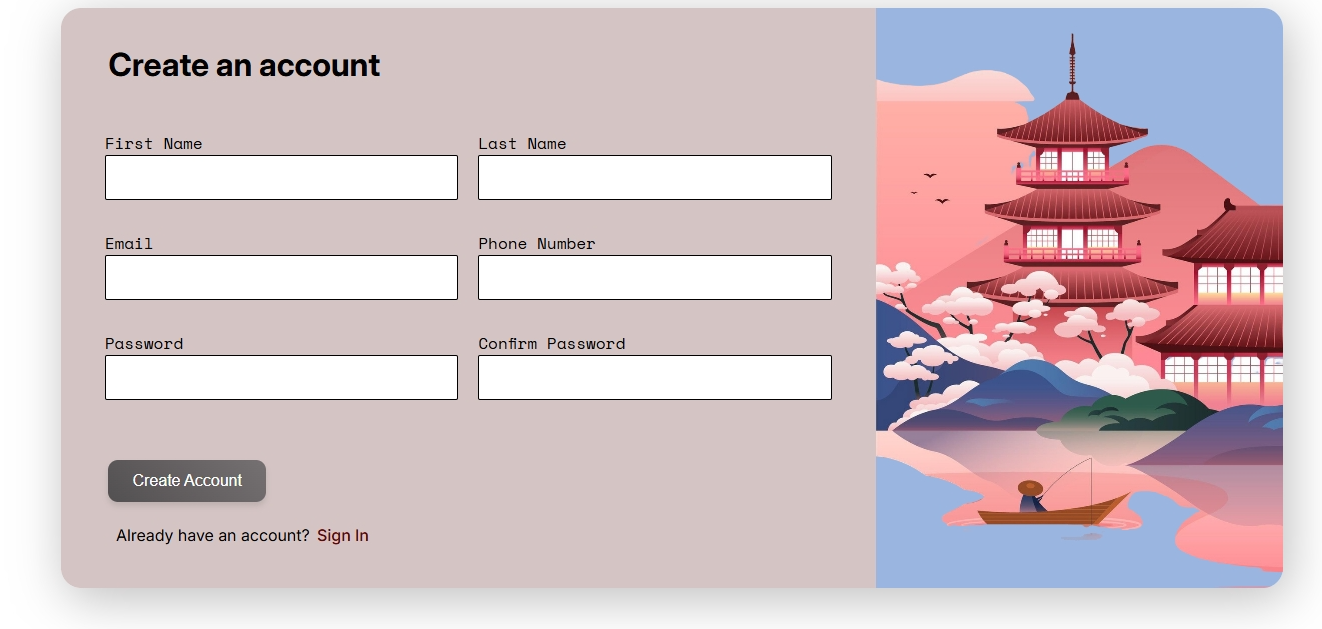 Create an account
First Name Last Name
Email Phone Number
Password Confirm Password
Create Account
Already have an account? Sign In